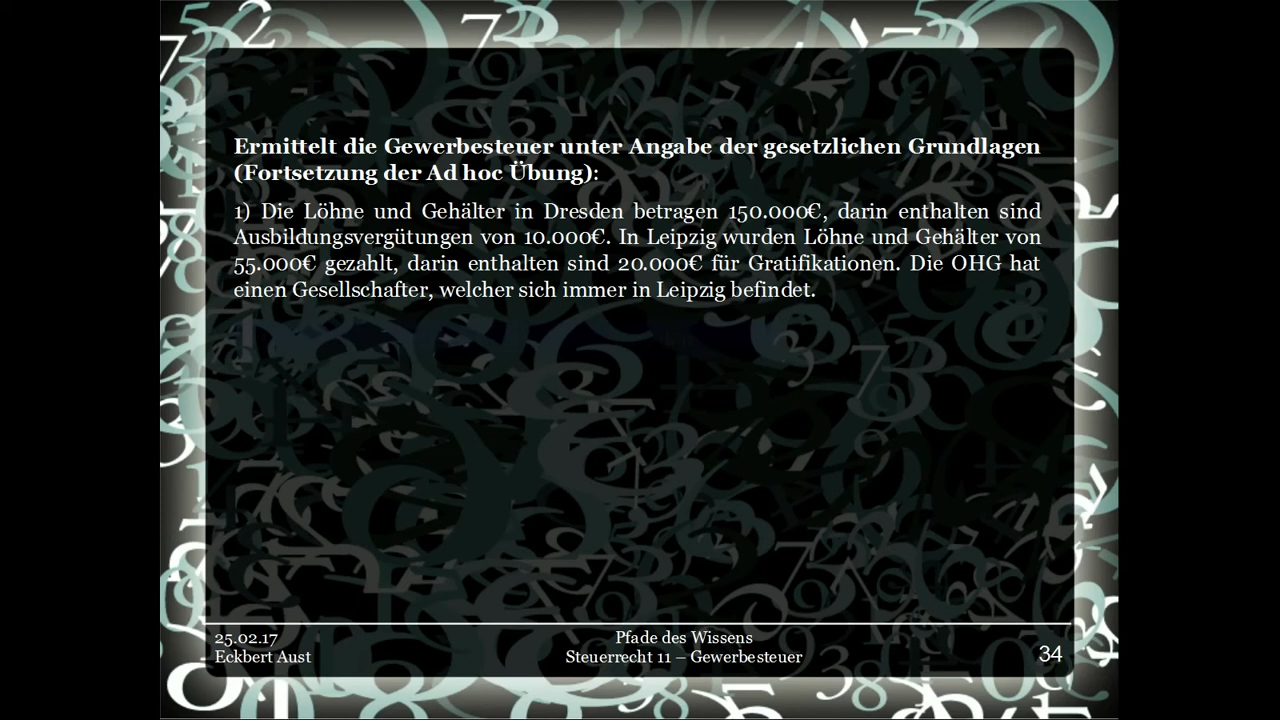 Ermittelt die Gewerbesteuer unter Angabe der gesetzlichen Grundlagen
(Fortsetzung der Ad hoc Übung):
1) Die Löhne und Gehälter in Dresden betragen 150.000€, darin enthalten sind
Ausbildungsvergütungen von 10.000€. In Leipzig wurden Löhne und Gehälter von
55.000€ gezahlt, darin enthalten sind 20.000€ für Gratifikationen. Die OHG hat
einen Gesellschafter, welcher sich immer in Leipzig befindet.
25.02.17
Eckbert Aust
Pfade des Wissens
Steuerrecht 11 – Gewerbesteuer
34